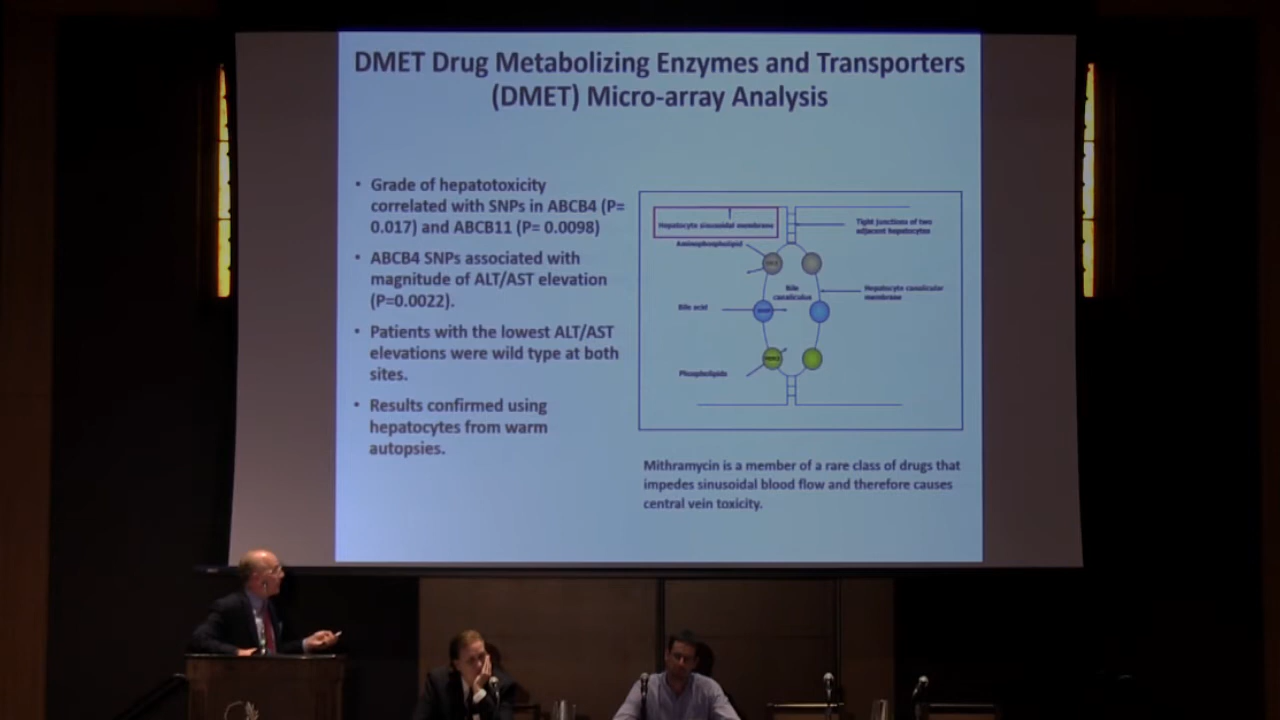 DMET Drug Metabolizing Enzymes and Transporters
(DMET) Micro-array Analysis
• Grade of hepatotoxicity
correlated with SNPs in ABCB4 (P=
0.017) and ABCB11 (P= 0.0098)
• ABCB4 SNPs associated with
magnitude of ALT/AST elevation
(P=0.0022).
• Patients with the lowest ALT/AST
elevations were wild type at both
sites.
• Results confirmed using
hepatocytes from warm
autopsies.
Hepatocyte sinusoidal membrane
Tight junctions of two
adjacent hepatocytes
Aminophospholipid
Bile
canaliculus
Hepatocyte canalicular
membrane
Bile acid
Phospholipids
Mithramycin is a member of a rare class of drugs that
impedes sinusoidal blood flow and therefore causes
central vein toxicity.